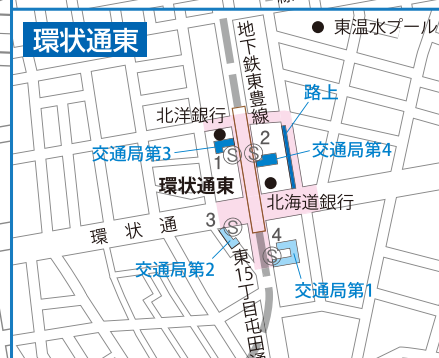 環状通東
東温水プール
地下鉄東豊線
路上
北洋銀行
2
交通局第3
1
Ⓢ
Ⓢ
交通局第4
環状通東
北海道銀行
3
Ⓢ
環状通
4
Ⓢ
交通局第2
東15丁目屯田通
交通局第1